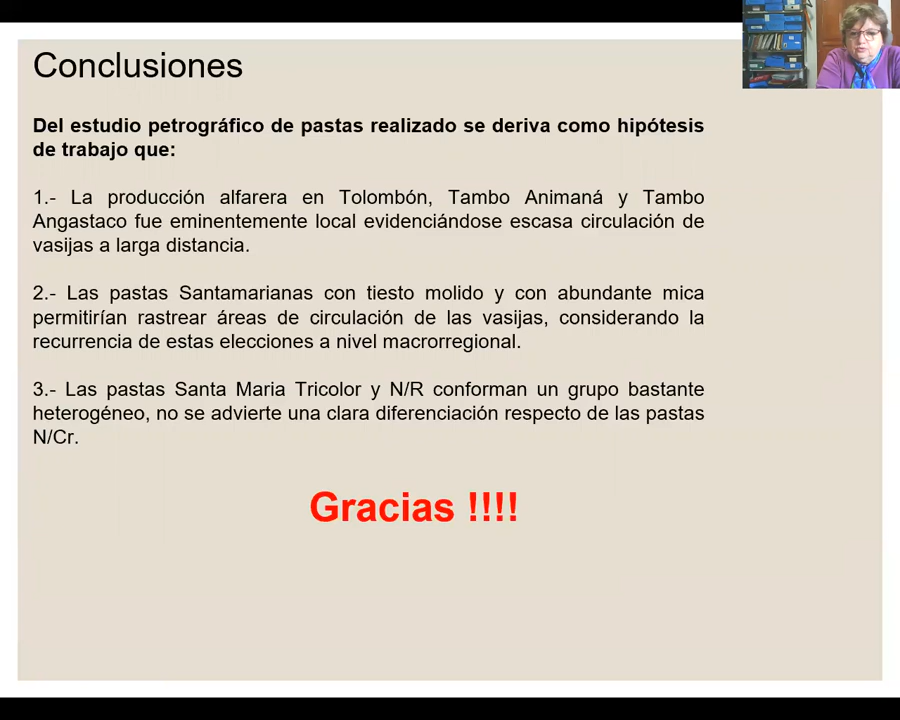 Conclusiones
Del estudio petrográfico de pastas realizado se deriva como hipótesis
de trabajo que:
1.- La producción alfarera en Tolombón, Tambo Animaná y Tambo
Angastaco fue eminentemente local evidenciándose escasa circulación de
vasijas a larga distancia.
2.- Las pastas Santamarianas con tiesto molido y con abundante mica
permitirían rastrear áreas de circulación de las vasijas, considerando la
recurrencia de estas elecciones a nivel macrorregional.
3.- Las pastas Santa Maria Tricolor y N/R conforman un grupo bastante
heterogéneo, no se advierte una clara diferenciación respecto de las pastas
N/Cr.
Gracias !!!!